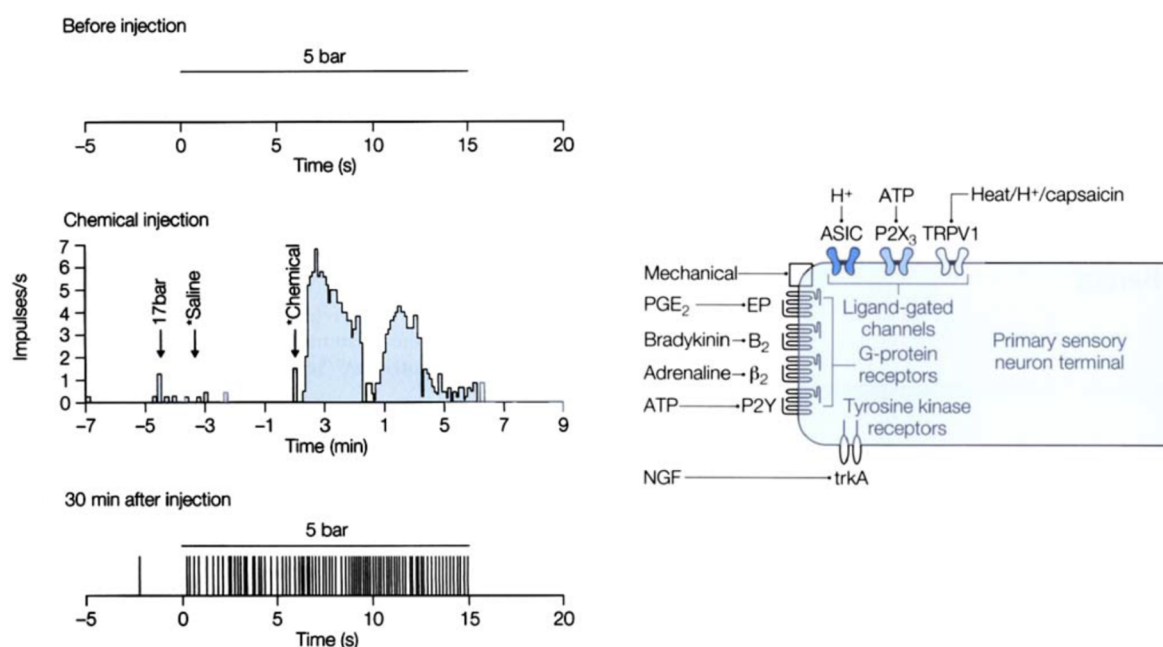 Before injection
5 bar
–5 0 5 10 15 20
Time (s)
Chemical injection
Impulses/s
7
6
5
4
3
2
1
0
17bar
*Saline
*Chemical
–7 –5 –3 –1 3 1 5 7 9
Time (min)
30 min after injection
5 bar
–5 0 5 10 15 20
Time (s)
H⁺ ATP Heat/H⁺/capsaicin
ASIC P2X₃ TRPV1
Mechanical
PGE₂ EP
Bradykinin B₂
Adrenaline β₂
ATP P2Y
Ligand-gated
channels
G-protein
receptors
Tyrosine kinase
receptors
Primary sensory
neuron terminal
NGF trkA